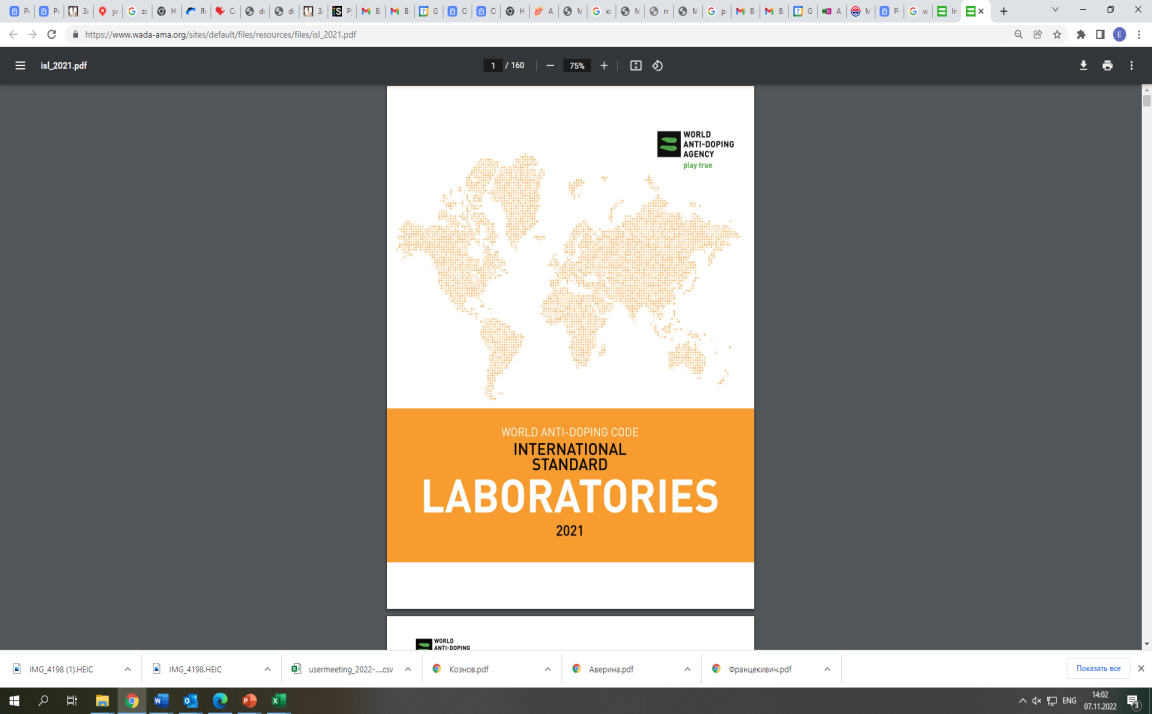 https://www.wada-ama.org/sites/default/files/resources/files/isl_2021.pdf
isl_2021.pdf
1 / 160
75%
WORLD
ANTI-DOPING
AGENCY
play true
WORLD ANTI-DOPING CODE
INTERNATIONAL
STANDARD
LABORATORIES
2021
WORLD
ANTI-DOPING
IMG_4198 (1).HEIC
IMG_4198.HEIC
usermeeting_2022-....csv
Кознов.pdf
Аверина.pdf
Францекивич.pdf
Показать все
ENG
14:02
07.11.2022